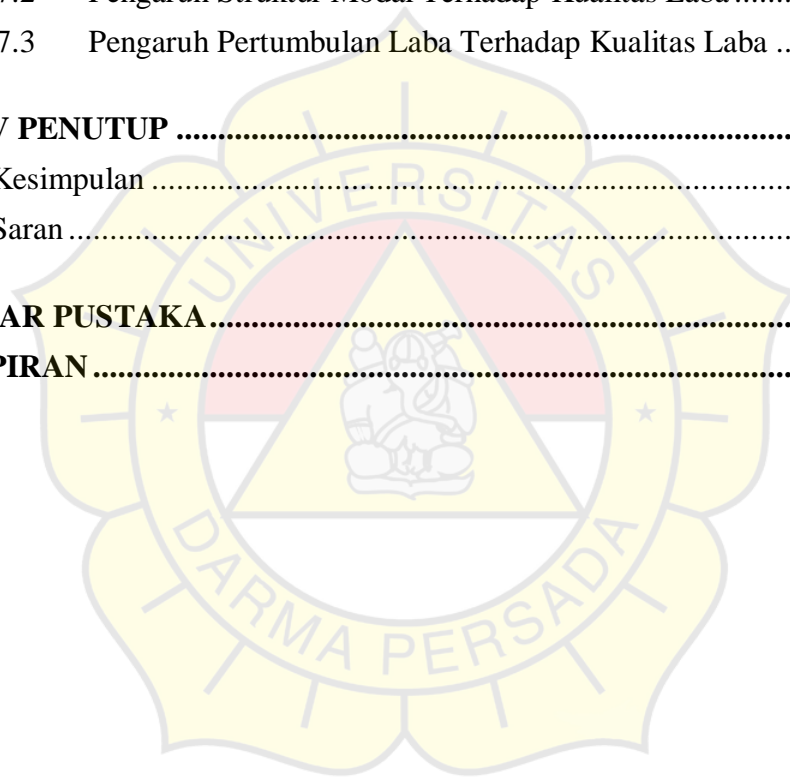 7.2 Pengaruh Struktur Modal Terhadap Kualitas Laba.......
7.3 Pengaruh Pertumbulan Laba Terhadap Kualitas Laba ..
V PENUTUP ....................................................................................
Kesimpulan ....................................................................................
Saran ..............................................................................................
AR PUSTAKA ................................................................................
PIRAN ...........................................................................................
UNIVERSITAS
DARMA PERSADA